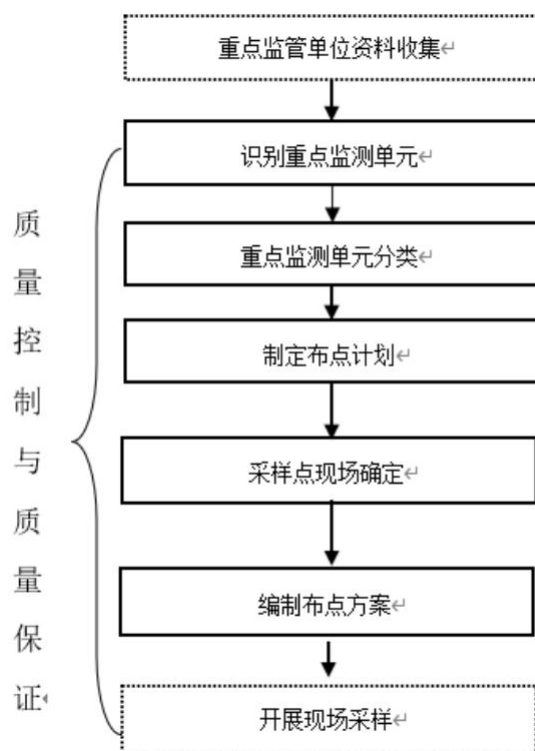 重点监管单位资料收集
识别重点监测单元
重点监测单元分类
制定布点计划
采样点现场确定
编制布点方案
开展现场采样
质量控制与质量保证